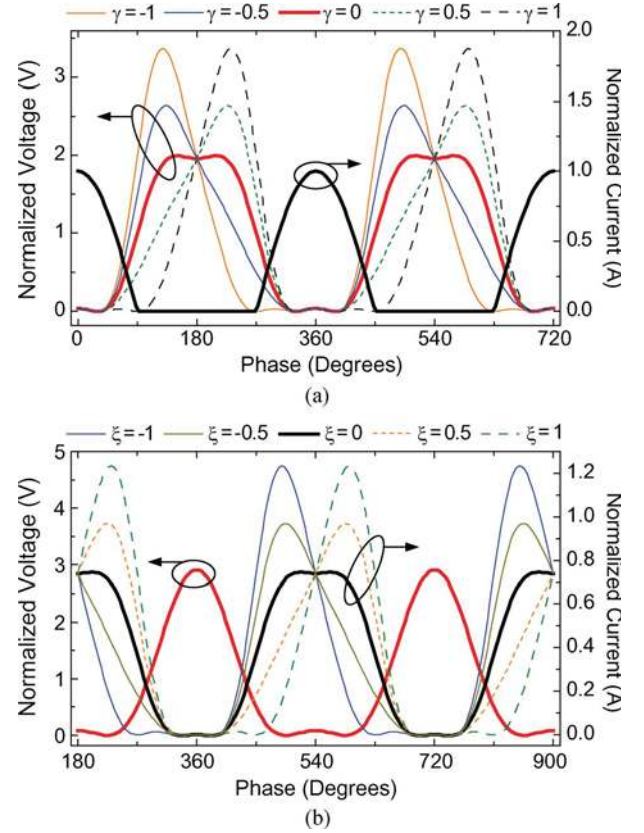 γ = -1 γ = -0.5 γ = 0 γ = 0.5 γ = 1
Normalized Voltage (V)
3
2
1
0
2.0
1.5
1.0
0.5
0.0
Normalized Current (A)
0 180 360 540 720
Phase (Degrees)
(a)
ξ = -1 ξ = -0.5 ξ = 0 ξ = 0.5 ξ = 1
Normalized Voltage (V)
5
4
3
2
1
0
1.2
1.0
0.8
0.6
0.4
0.2
0.0
Normalized Current (A)
180 360 540 720 900
Phase (Degrees)
(b)